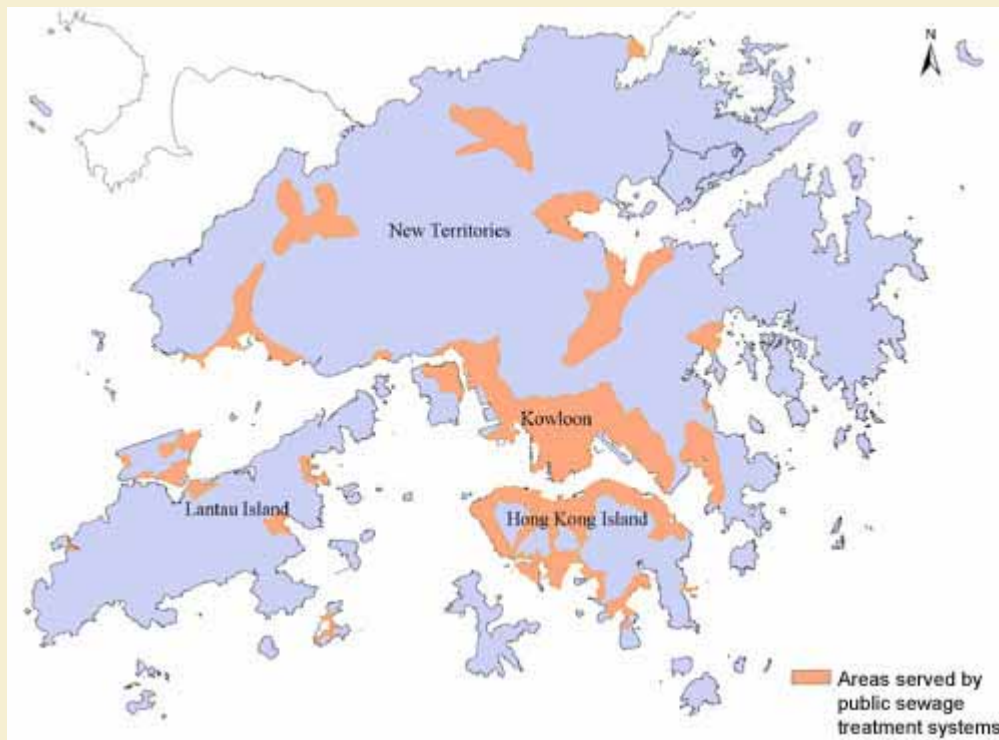 N
New Territories
Kowloon
Lantau Island
Hong Kong Island
Areas served by
public sewage
treatment systems